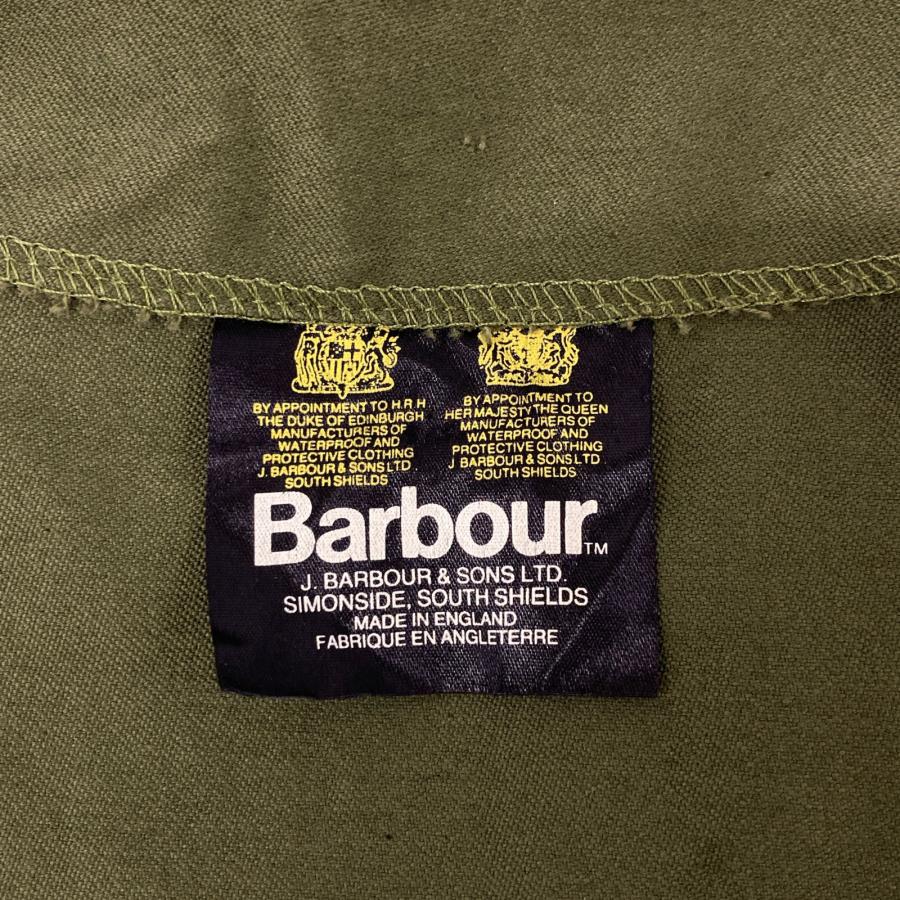 BY APPOINTMENT TO H.R.H
THE DUKE OF EDINBURGH
MANUFACTURERS OF
WATERPROOF AND
PROTECTIVE CLOTHING
J. BARBOUR & SONS LTD
SOUTH SHIELDS
BY APPOINTMENT TO
HER MAJESTY THE QUEEN
MANUFACTURERS OF
WATERPROOF AND
PROTECTIVE CLOTHING
J. BARBOUR & SONS LTD
SOUTH SHIELDS
Barbour™
J. BARBOUR & SONS LTD.
SIMONSIDE, SOUTH SHIELDS
MADE IN ENGLAND
FABRIQUE EN ANGLETERRE